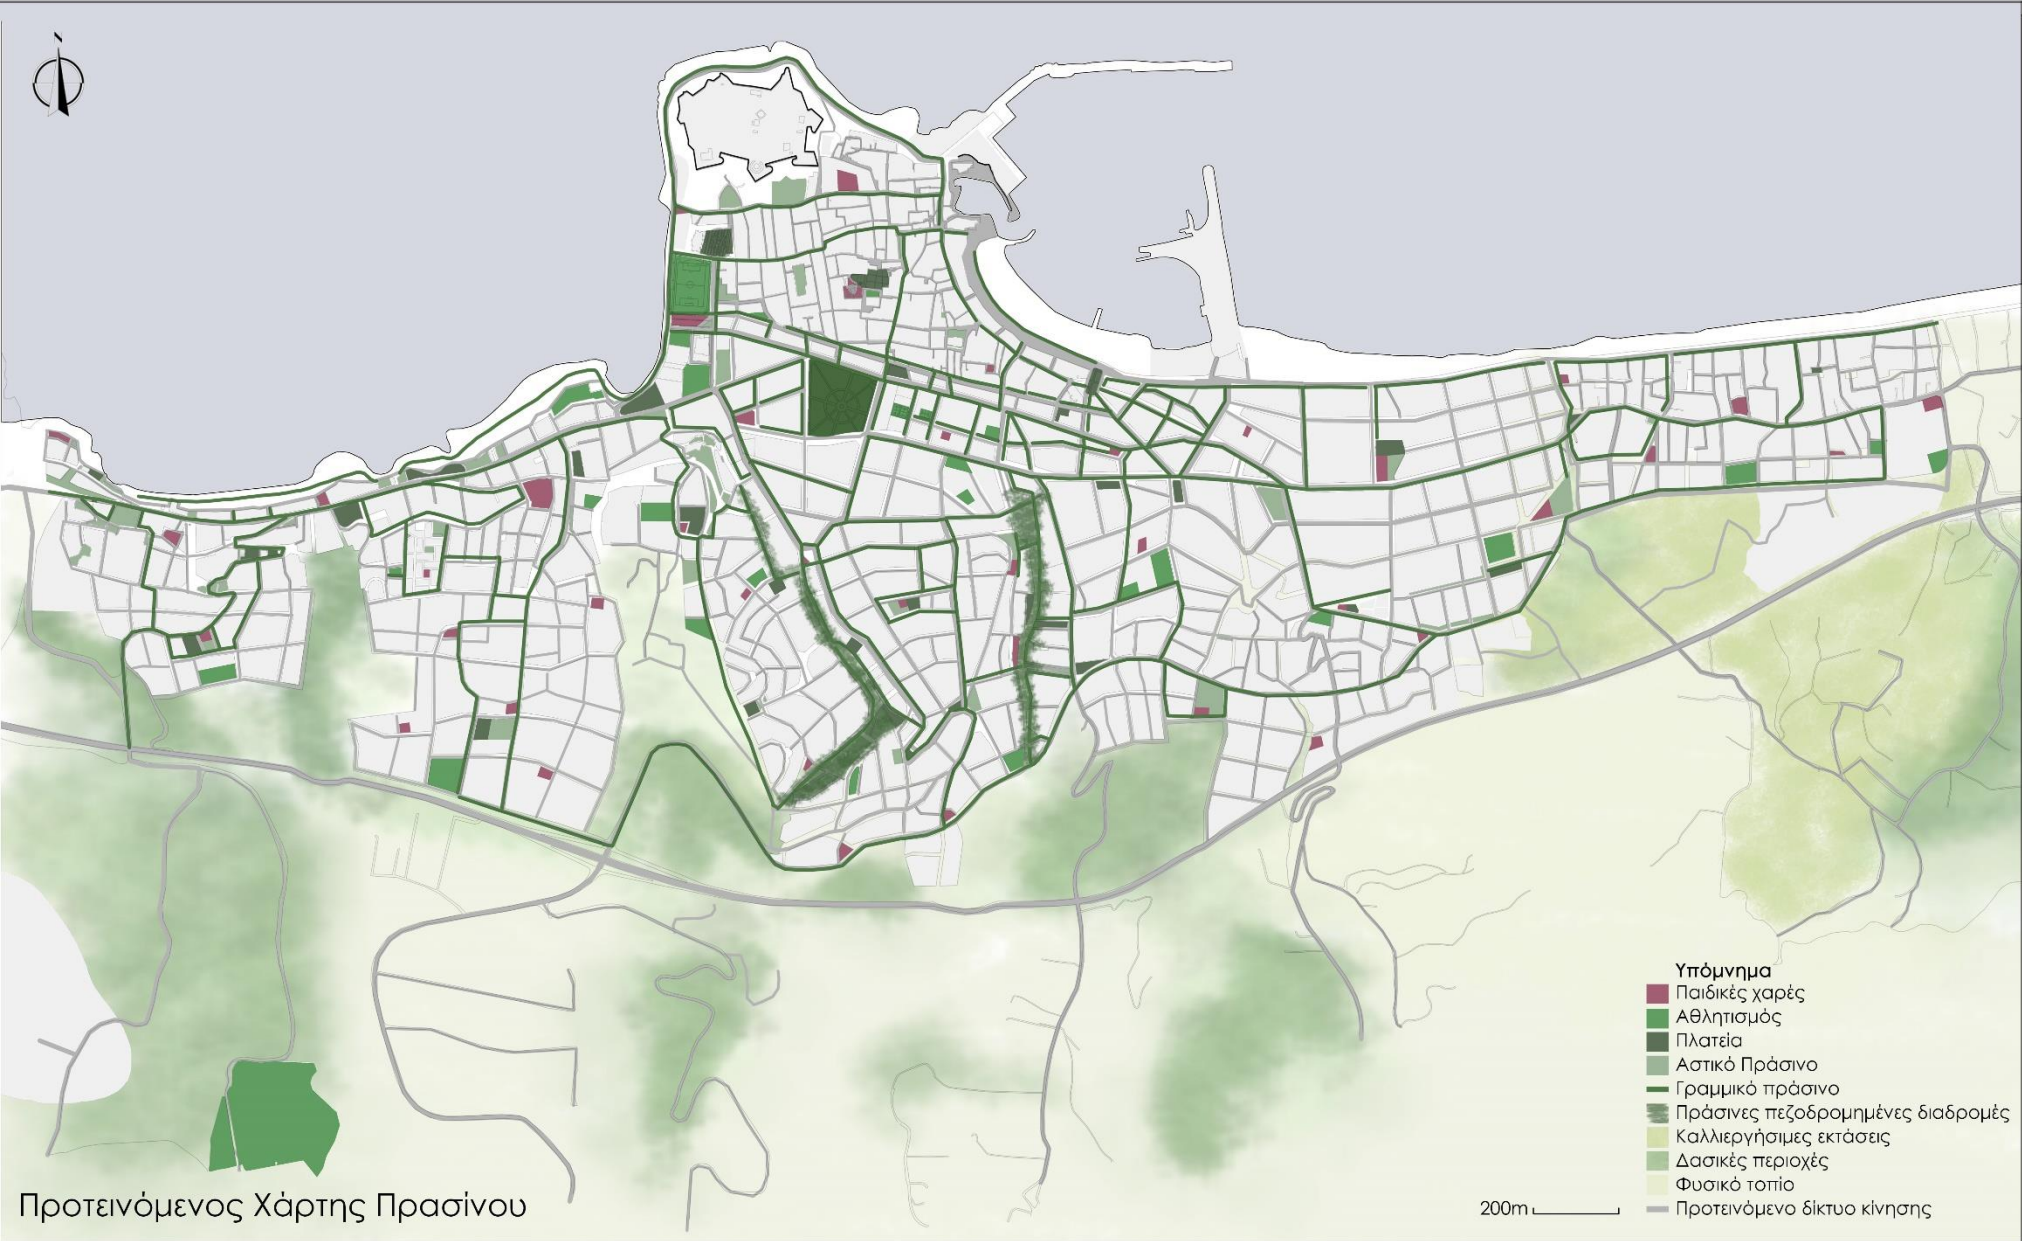 N
Υπόμνημα
Παιδικές χαρές
Αθλητισμός
Πλατεία
Αστικό Πράσινο
Γραμμικό πράσινο
Πράσινες πεζοδρομημένες διαδρομές
Καλλιεργήσιμες εκτάσεις
Δασικές περιοχές
Φυσικό τοπίο
Προτεινόμενο δίκτυο κίνησης
200m
Προτεινόμενος Χάρτης Πρασίνου